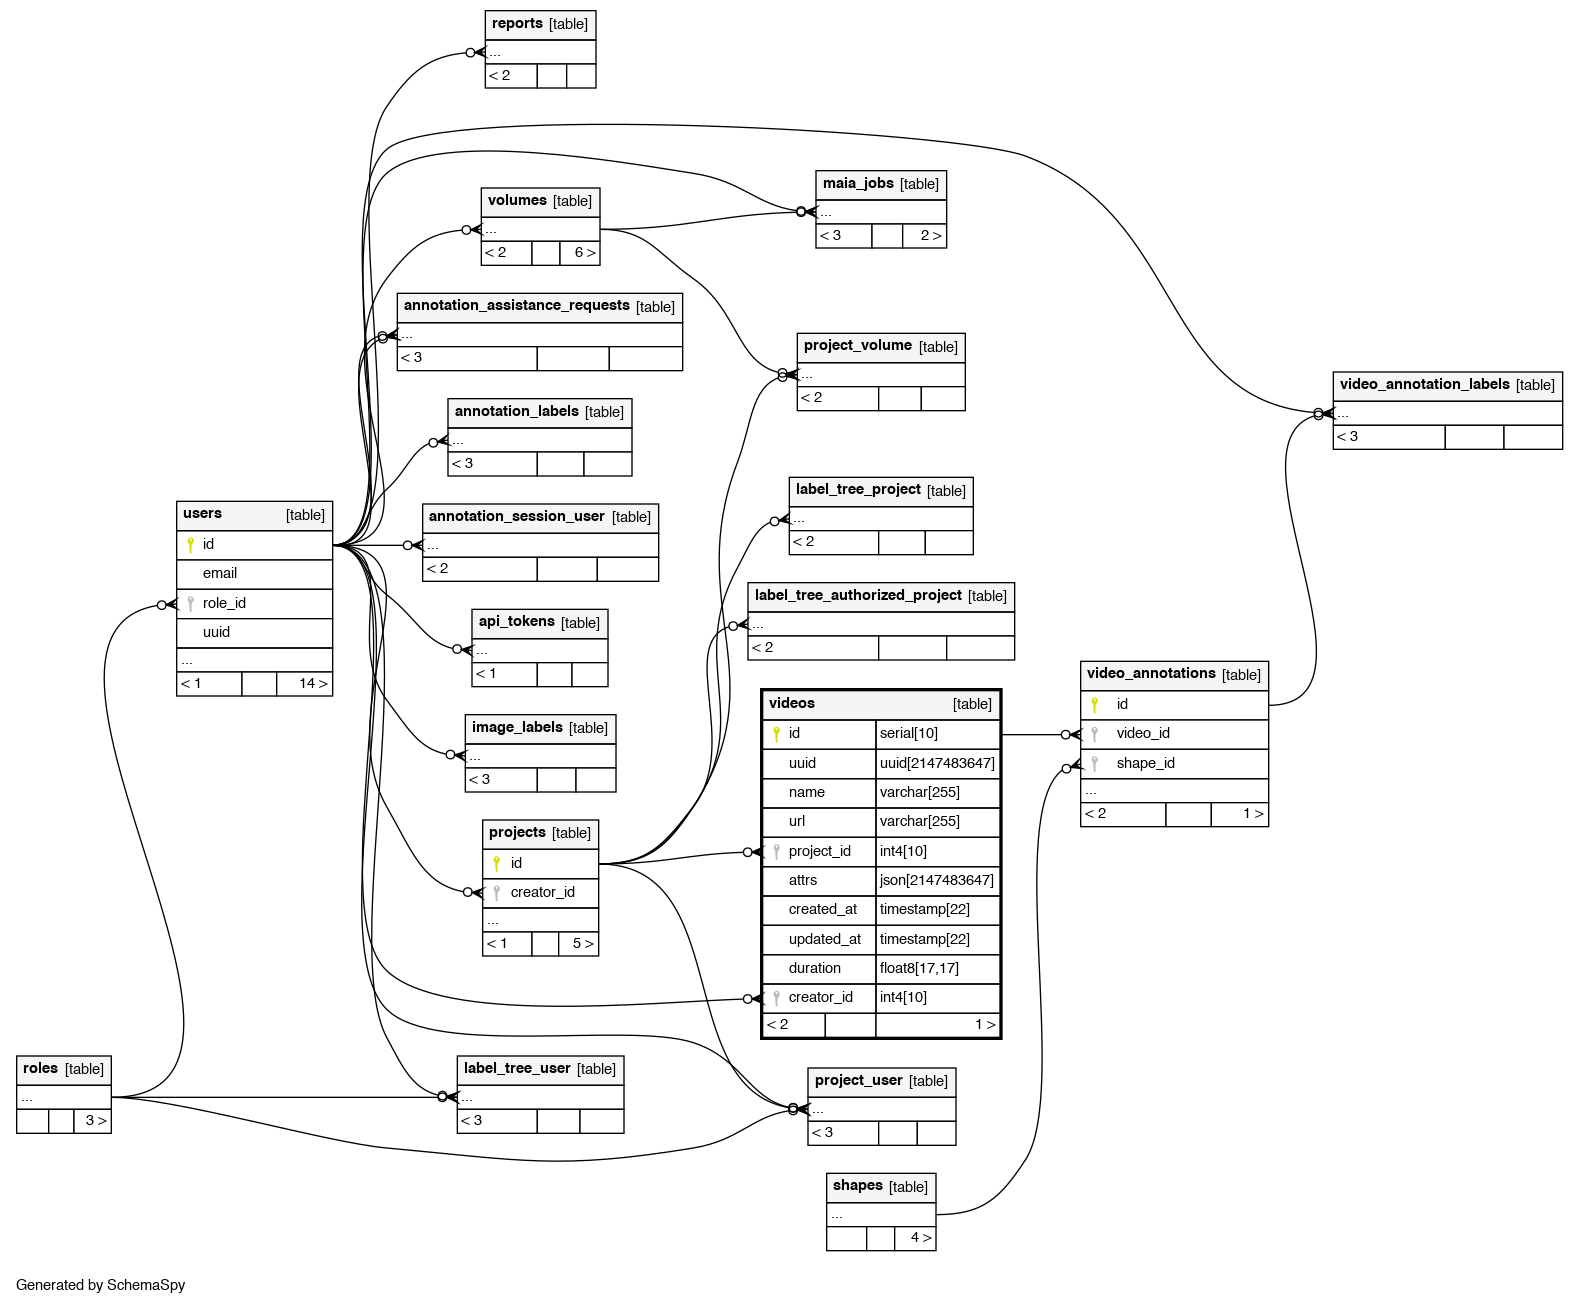 reports [table]
...
< 2
volumes [table]
...
< 2 6 >
maia_jobs [table]
...
< 3 2 >
annotation_assistance_requests [table]
...
< 3
project_volume [table]
...
< 2
video_annotation_labels [table]
...
< 3
annotation_labels [table]
...
< 3
label_tree_project [table]
...
< 2
users [table]
id
email
role_id
uuid
...
< 1 14 >
annotation_session_user [table]
...
< 2
label_tree_authorized_project [table]
...
< 2
api_tokens [table]
...
< 1
video_annotations [table]
id
video_id
shape_id
...
< 2 1 >
videos [table]
id serial[10]
uuid uuid[2147483647]
name varchar[255]
url varchar[255]
project_id int4[10]
attrs json[2147483647]
created_at timestamp[22]
updated_at timestamp[22]
duration float8[17,17]
creator_id int4[10]
< 2 1 >
image_labels [table]
...
< 3
projects [table]
id
creator_id
...
< 1 5 >
roles [table]
...
3 >
label_tree_user [table]
...
< 3
project_user [table]
...
< 3
shapes [table]
...
4 >
Generated by SchemaSpy